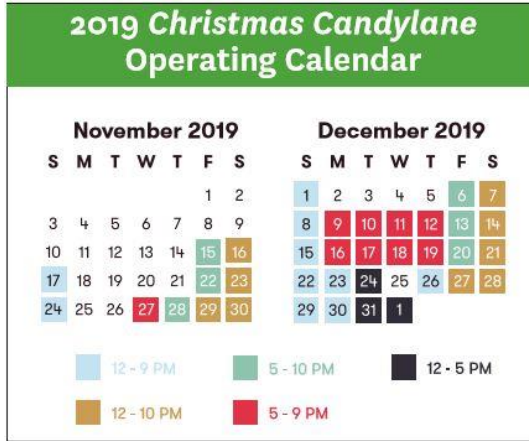 2019 Christmas Candylane
Operating Calendar
November 2019
S M T W T F S
1 2
3 4 5 6 7 8 9
10 11 12 13 14 15 16
17 18 19 20 21 22 23
24 25 26 27 28 29 30
December 2019
S M T W T F S
1 2 3 4 5 6 7
8 9 10 11 12 13 14
15 16 17 18 19 20 21
22 23 24 25 26 27 28
29 30 31 1
12 - 9 PM
5 - 10 PM
12 - 5 PM
12 - 10 PM
5 - 9 PM